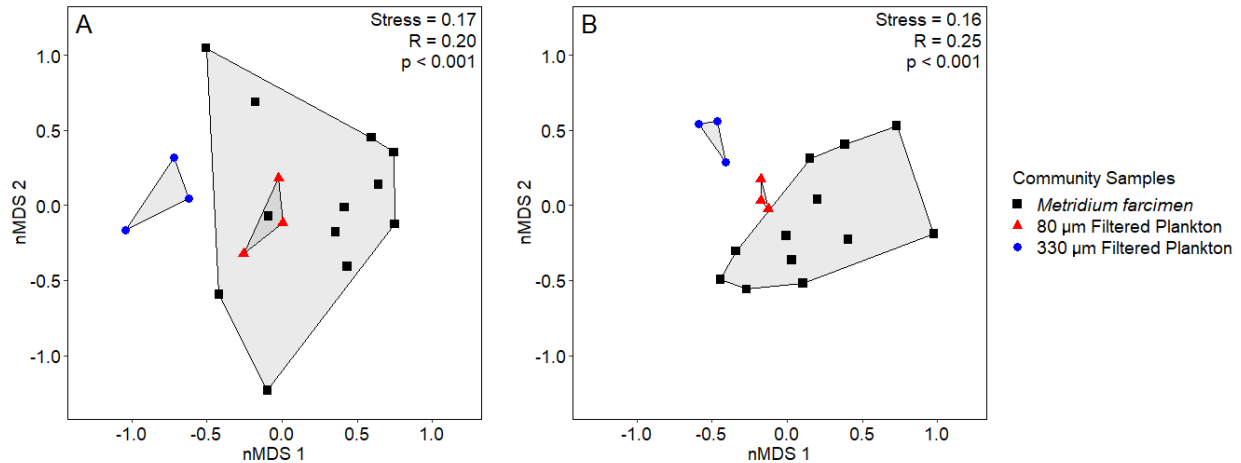 A
Stress = 0.17
R = 0.20
p < 0.001
1.0
0.5
0.0
-0.5
-1.0
nMDS 2
-1.0
-0.5
0.0
0.5
1.0
nMDS 1
B
Stress = 0.16
R = 0.25
p < 0.001
1.0
0.5
0.0
-0.5
-1.0
nMDS 2
-1.0
-0.5
0.0
0.5
1.0
nMDS 1
Community Samples
Metridium farcimen
80 µm Filtered Plankton
330 µm Filtered Plankton